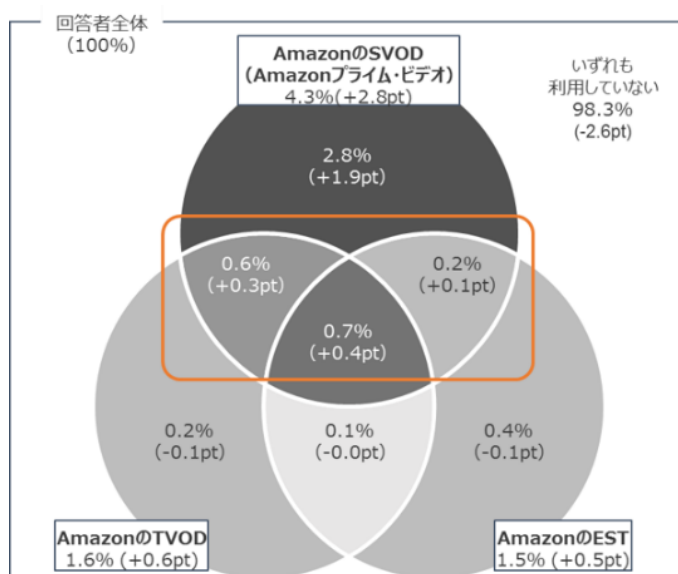 回答者全体
(100%)
AmazonのSVOD
(Amazonプライム・ビデオ)
4.3%(+2.8pt)
いずれも
利用していない
98.3%
(-2.6pt)
2.8%
(+1.9pt)
0.6%
(+0.3pt)
0.2%
(+0.1pt)
0.7%
(+0.4pt)
0.2%
(-0.1pt)
0.1%
(-0.0pt)
0.4%
(-0.1pt)
AmazonのTVOD
1.6% (+0.6pt)
AmazonのEST
1.5% (+0.5pt)